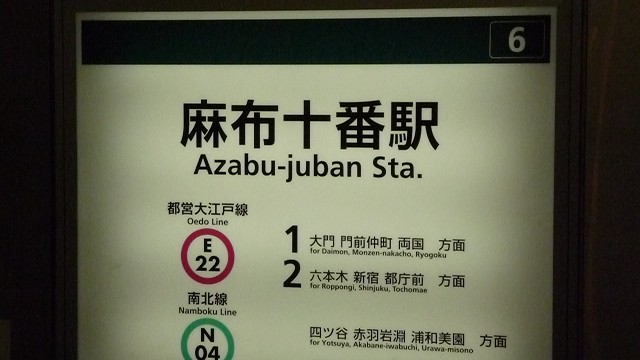 6
麻布十番駅
Azabu-juban Sta.
都営大江戸線
Oedo Line
E
22
1 大門 門前仲町 両国 方面
for Daimon, Monzen-nakacho, Ryogoku
2 六本木 新宿 都庁前 方面
for Roppongi, Shinjuku, Tochomae
南北線
Namboku Line
N
04
四ツ谷 赤羽岩淵 浦和美園 方面
for Yotsuya, Akabane-iwabuchi, Urawa-misono